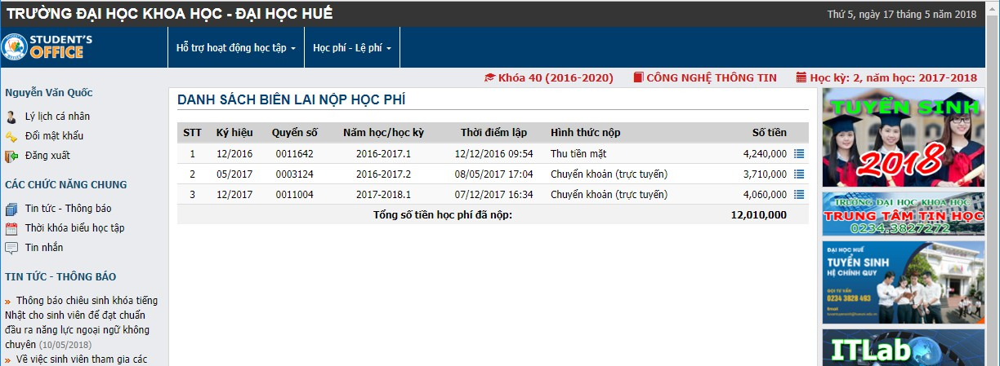 TRƯỜNG ĐẠI HỌC KHOA HỌC - ĐẠI HỌC HUẾ
Thứ 5, ngày 17 tháng 5 năm 2018
STUDENT'S
OFFICE
Hỗ trợ hoạt động học tập
Học phí - Lệ phí
Khóa 40 (2016-2020)
CÔNG NGHỆ THÔNG TIN
Học kỳ: 2, năm học: 2017-2018
Nguyễn Văn Quốc
Lý lịch cá nhân
Đổi mật khẩu
Đăng xuất
CÁC CHỨC NĂNG CHUNG
Tin tức - Thông báo
Thời khóa biểu học tập
Tin nhắn
TIN TỨC - THÔNG BÁO
» Thông báo chiêu sinh khóa tiếng
Nhật cho sinh viên để đạt chuẩn
đầu ra năng lực ngoại ngữ không
chuyên (10/05/2018)
» Về việc sinh viên tham gia các
DANH SÁCH BIÊN LAI NỘP HỌC PHÍ
STT Ký hiệu Quyển số Năm học/học kỳ Thời điểm lập Hình thức nộp Số tiền
1 12/2016 0011642 2016-2017.1 12/12/2016 09:54 Thu tiền mặt 4,240,000
2 05/2017 0003124 2016-2017.2 08/05/2017 17:04 Chuyển khoản (trực tuyến) 3,710,000
3 12/2017 0011004 2017-2018.1 07/12/2017 16:34 Chuyển khoản (trực tuyến) 4,060,000
Tổng số tiền học phí đã nộp: 12,010,000
TUYỂN SINH
2018
TRƯỜNG ĐẠI HỌC KHOA HỌC
TRUNG TÂM TIN HỌC
0234.3827272
ĐẠI HỌC HUẾ
TUYỂN SINH
HỆ CHÍNH QUY
GỌI TƯ VẤN
0234 3828 493
Email
ITLab